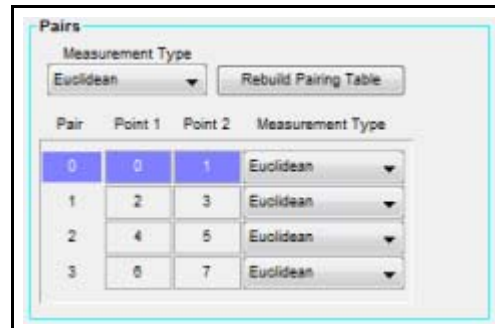 Pairs
Measurement Type
Euclidean Rebuild Pairing Table
Pair Point 1 Point 2 Measurement Type
0 0 1 Euclidean
1 2 3 Euclidean
2 4 5 Euclidean
3 6 7 Euclidean